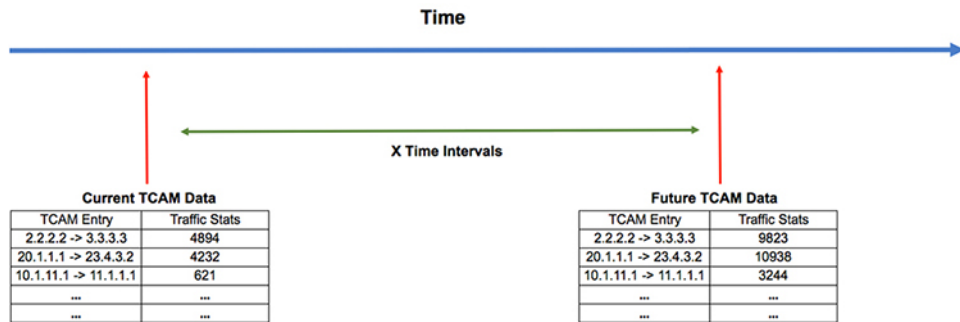 Time
X Time Intervals
Current TCAM Data
TCAM Entry Traffic Stats
2.2.2.2 -> 3.3.3.3 4894
20.1.1.1 -> 23.4.3.2 4232
10.1.11.1 -> 11.1.1.1 621
... ...
... ...
Future TCAM Data
TCAM Entry Traffic Stats
2.2.2.2 -> 3.3.3.3 9823
20.1.1.1 -> 23.4.3.2 10938
10.1.11.1 -> 11.1.1.1 3244
... ...
... ...